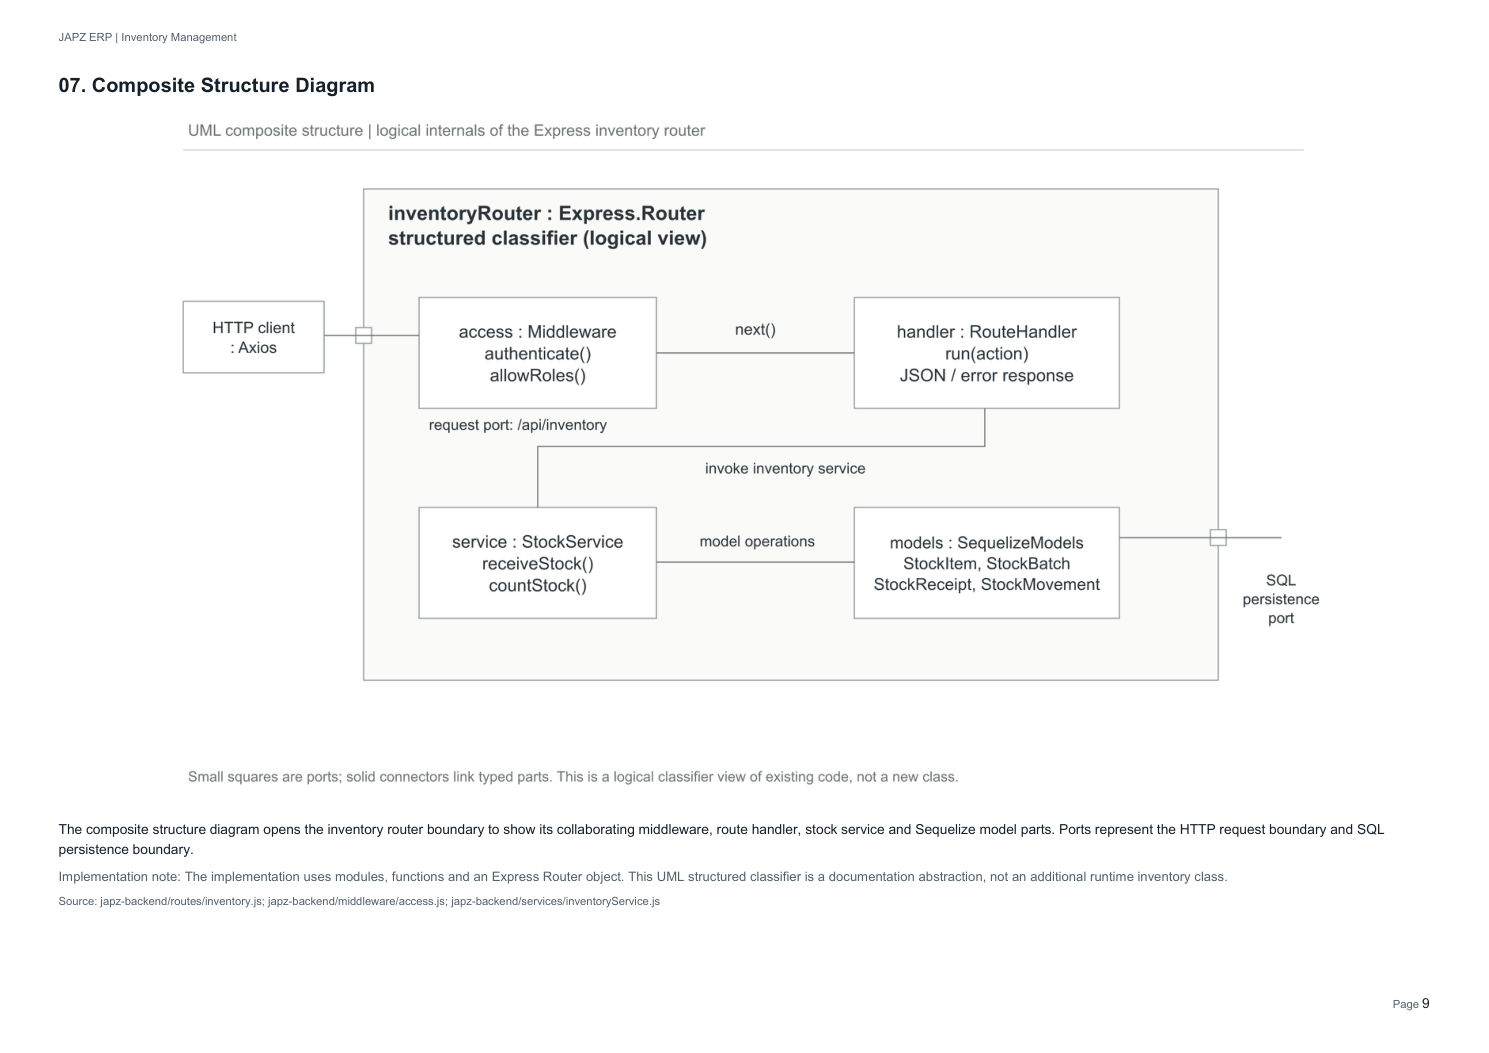 JAPZ ERP | Inventory Management
07. Composite Structure Diagram
UML composite structure | logical internals of the Express inventory router
inventoryRouter : Express.Router
structured classifier (logical view)
HTTP client
: Axios
access : Middleware
authenticate()
allowRoles()
next()
handler : RouteHandler
run(action)
JSON / error response
request port: /api/inventory
invoke inventory service
service : StockService
receiveStock()
countStock()
model operations
models : SequelizeModels
StockItem, StockBatch
StockReceipt, StockMovement
SQL
persistence
port
Small squares are ports; solid connectors link typed parts. This is a logical classifier view of existing code, not a new class.
The composite structure diagram opens the inventory router boundary to show its collaborating middleware, route handler, stock service and Sequelize model parts. Ports represent the HTTP request boundary and SQL
persistence boundary.
Implementation note: The implementation uses modules, functions and an Express Router object. This UML structured classifier is a documentation abstraction, not an additional runtime inventory class.
Source: japz-backend/routes/inventory.js; japz-backend/middleware/access.js; japz-backend/services/inventoryService.js
Page 9